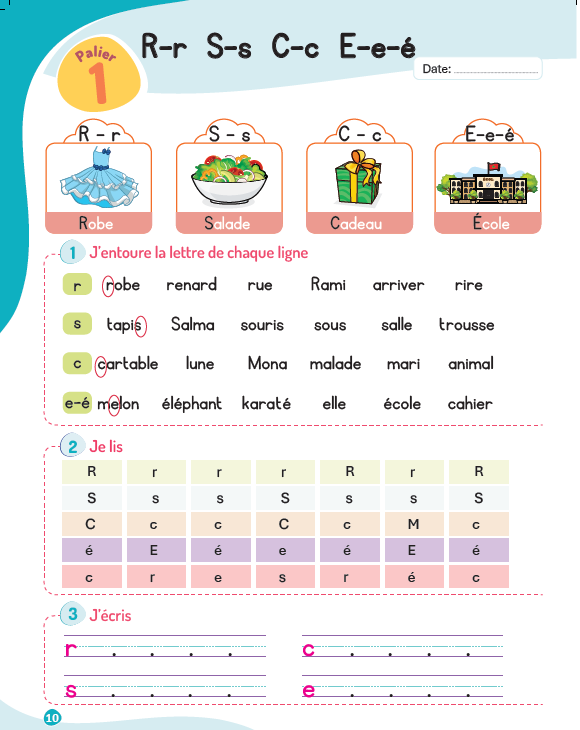 R-r S-s C-c E-e-é
Palier
1
Date:
R - r S - s C - c E-e-é
Robe Salade Cadeau École
1 J'entoure la lettre de chaque ligne
r robe renard rue Rami arriver rire
s tapis Salma souris sous salle trousse
c cartable lune Mona malade mari animal
e-é melon éléphant karaté elle école cahier
2 Je lis
R r r r R r R
S s s S s s S
C c c C c M c
é E é e é E é
c r e s r é c
3 J'écris
r c
s e
10